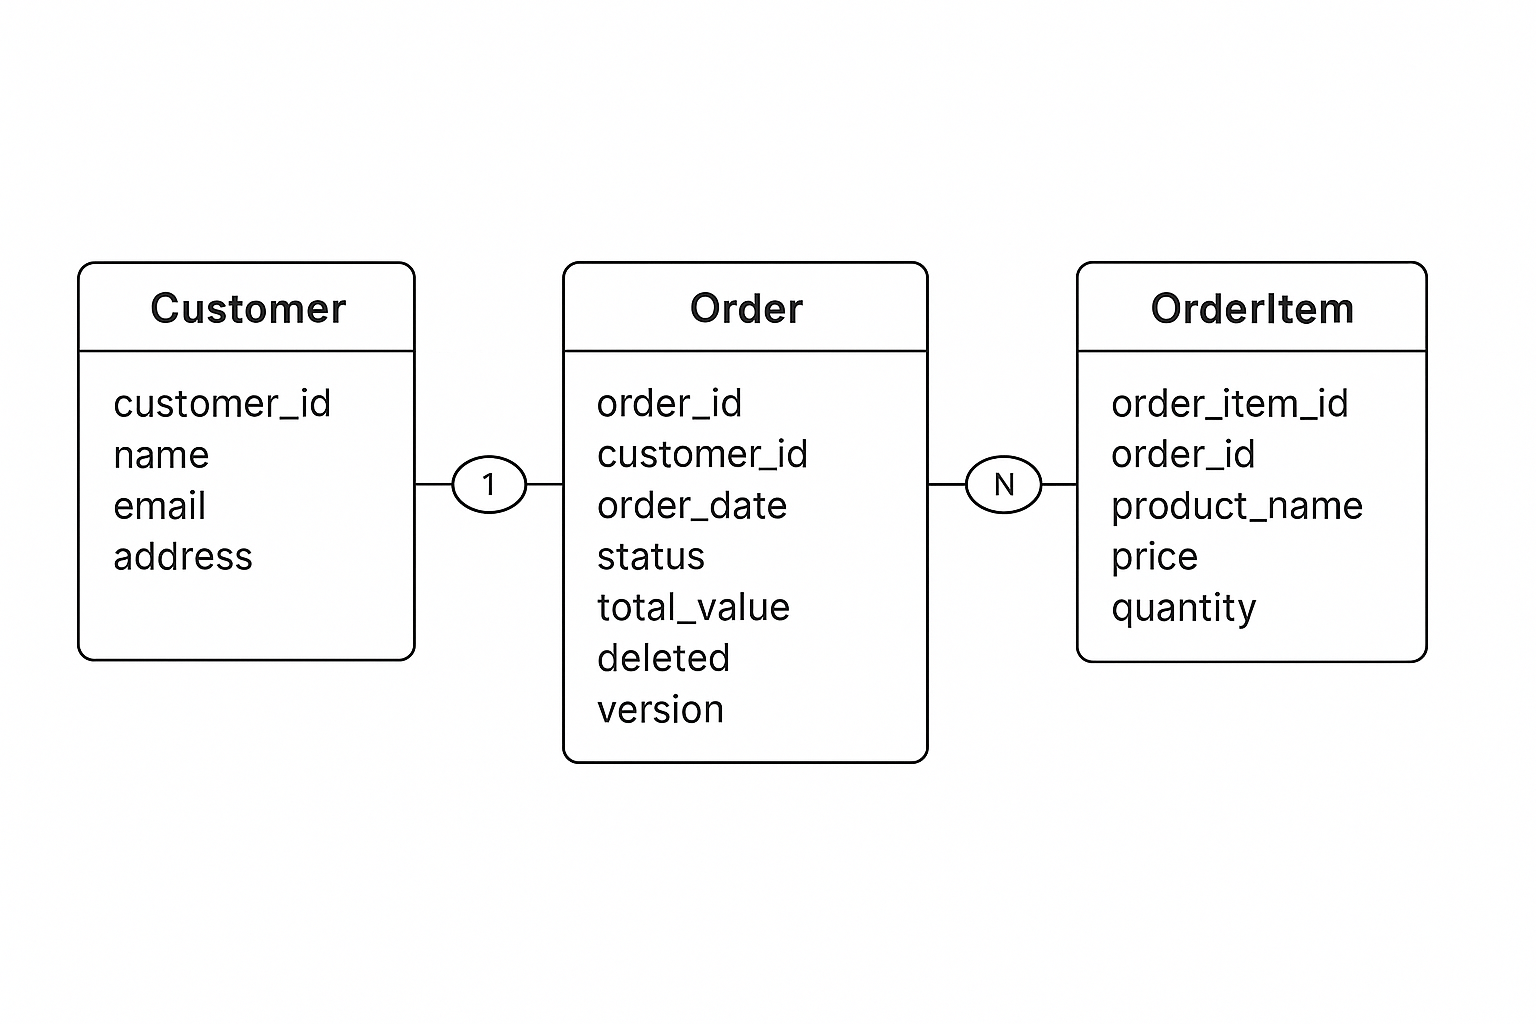 Customer
customer_id
name
email
address
1
Order
order_id
customer_id
order_date
status
total_value
deleted
version
N
OrderItem
order_item_id
order_id
product_name
price
quantity